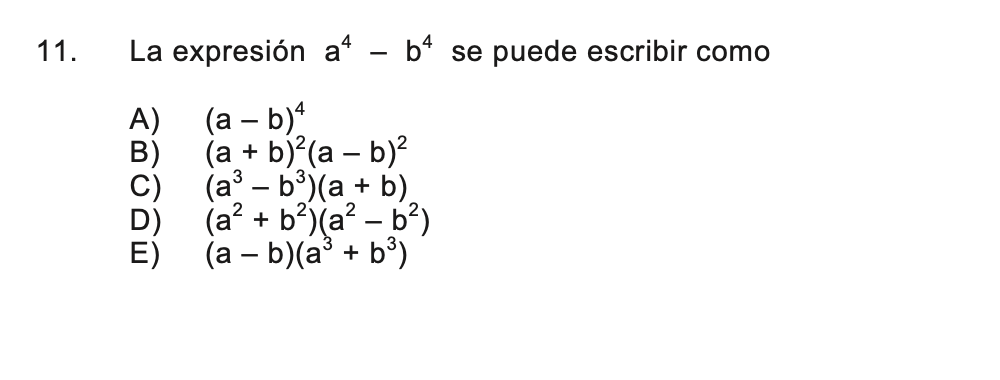 11. La expresión a⁴ – b⁴ se puede escribir como
A) (a – b)⁴
B) (a + b)²(a – b)²
C) (a³ – b³)(a + b)
D) (a² + b²)(a² – b²)
E) (a – b)(a³ + b³)